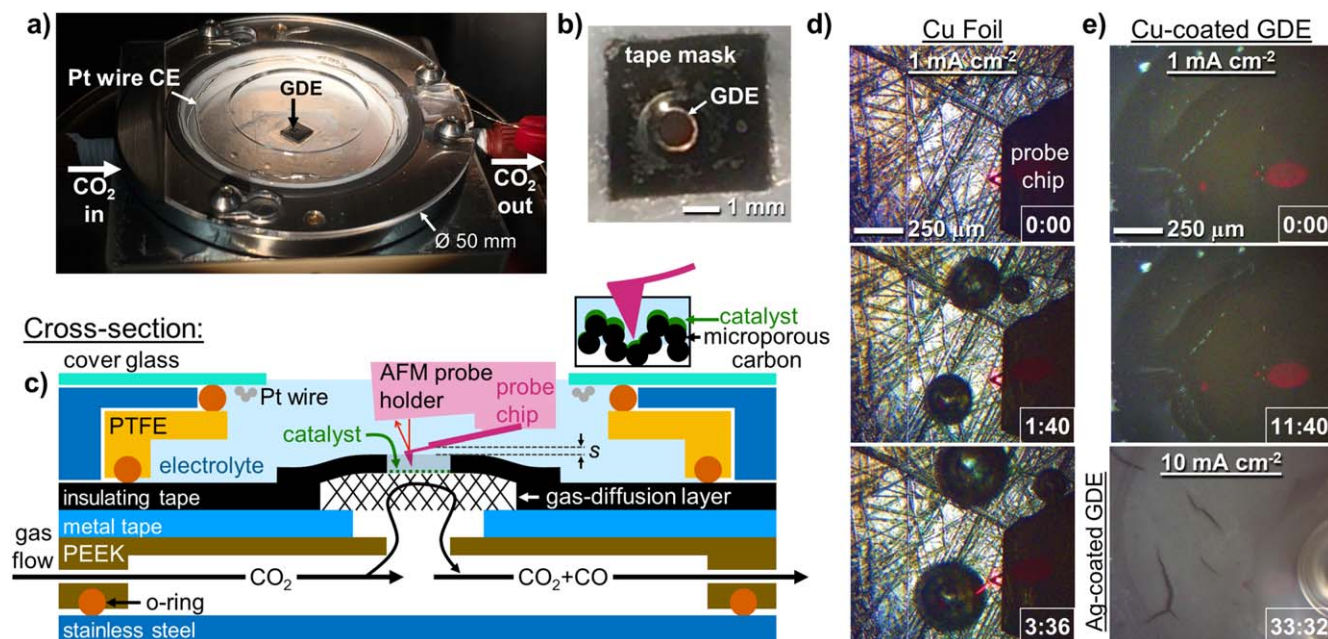 a)
Pt wire CE
GDE
CO2
in
CO2
out
Ø 50 mm
b)
tape mask
GDE
1 mm
Cross-section:
catalyst
microporous
carbon
c)
cover glass
Pt wire
AFM probe
holder
probe
chip
PTFE
catalyst
s
electrolyte
insulating tape
gas-diffusion layer
metal tape
gas
flow
PEEK
CO2
CO2+CO
o-ring
stainless steel
d)
Cu Foil
1 mA cm-2
probe
chip
250 μm
0:00
1:40
3:36
e)
Cu-coated GDE
1 mA cm-2
250 μm
0:00
11:40
Ag-coated GDE
10 mA cm-2
33:32